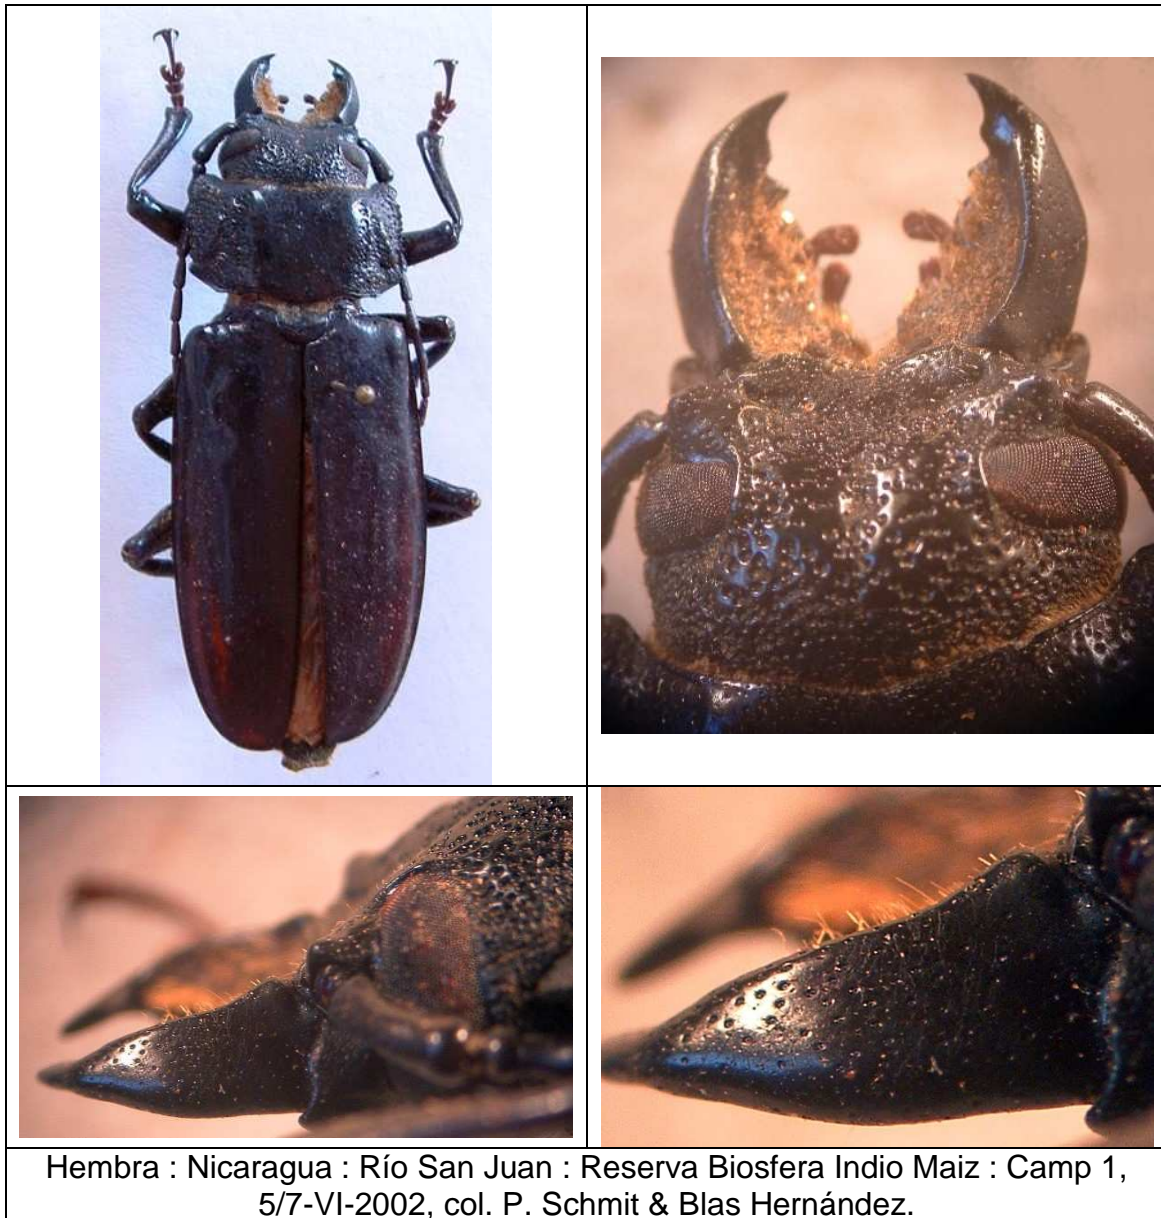 Hembra : Nicaragua : Río San Juan : Reserva Biosfera Indio Maiz : Camp 1,
5/7-VI-2002, col. P. Schmit & Blas Hernández.